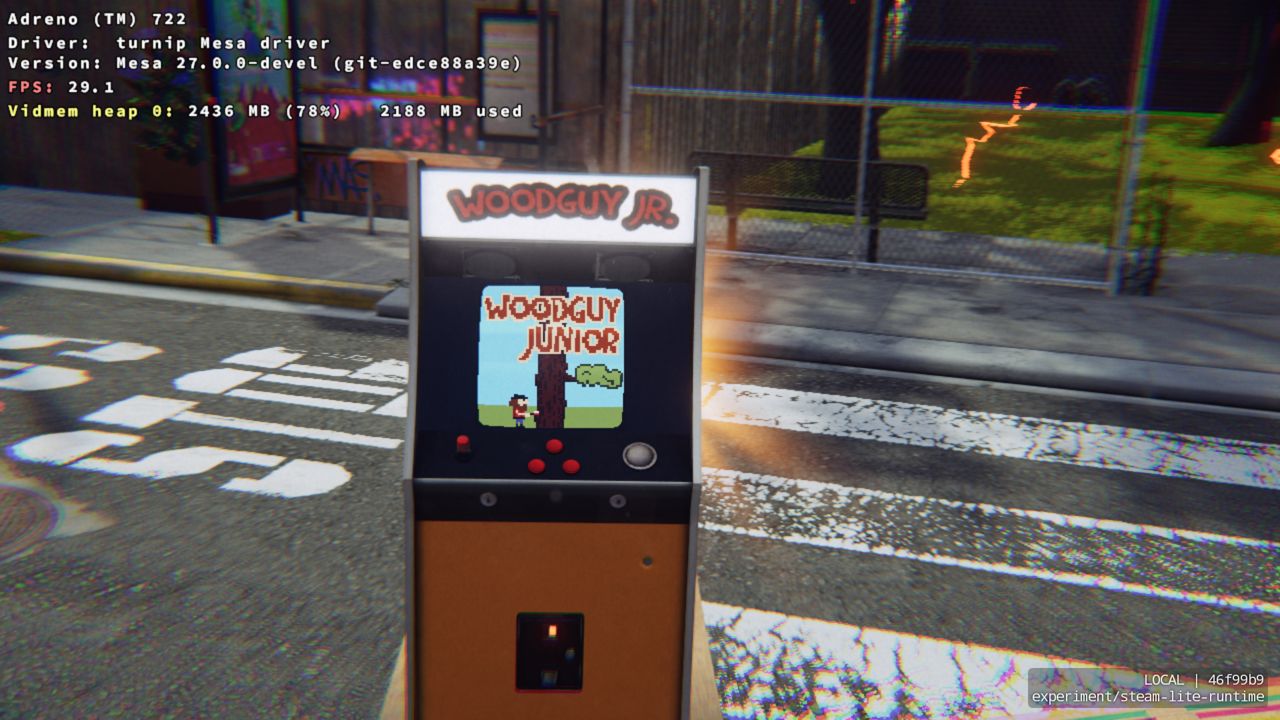 Adreno (TM) 722
Driver:  turnip Mesa driver
Version: Mesa 27.0.0-devel (git-edce88a39e)
FPS: 29.1
Vidmem heap 0: 2436 MB (78%)   2188 MB used
WOODGUY JR.
WOODGUY
JUNIOR
LOCAL | 46f99b9
experiment/steam-lite-runtime